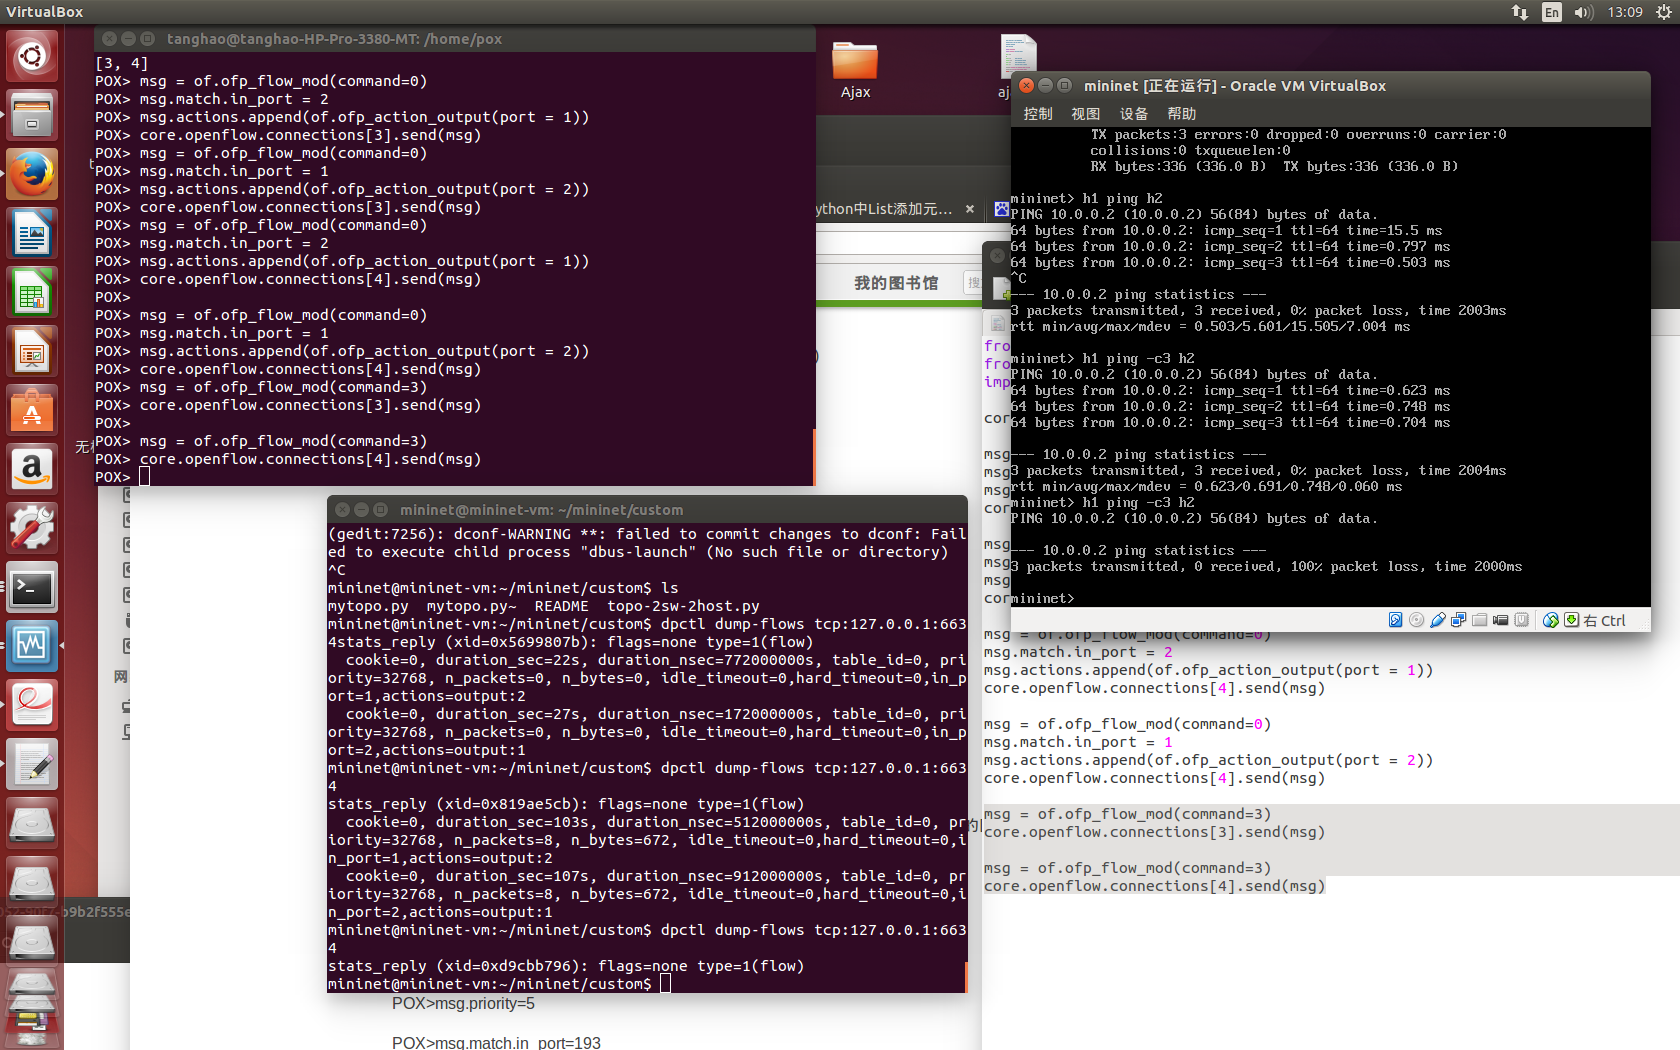 VirtualBox
En
13:09
tanghao@tanghao-HP-Pro-3380-MT: /home/pox
[3, 4]
POX> msg = of.ofp_flow_mod(command=0)
POX> msg.match.in_port = 2
POX> msg.actions.append(of.ofp_action_output(port = 1))
POX> core.openflow.connections[3].send(msg)
POX> msg = of.ofp_flow_mod(command=0)
POX> msg.match.in_port = 1
POX> msg.actions.append(of.ofp_action_output(port = 2))
POX> core.openflow.connections[3].send(msg)
POX> msg = of.ofp_flow_mod(command=0)
POX> msg.match.in_port = 2
POX> msg.actions.append(of.ofp_action_output(port = 1))
POX> core.openflow.connections[4].send(msg)
POX>
POX> msg = of.ofp_flow_mod(command=0)
POX> msg.match.in_port = 1
POX> msg.actions.append(of.ofp_action_output(port = 2))
POX> core.openflow.connections[4].send(msg)
POX> msg = of.ofp_flow_mod(command=3)
POX> core.openflow.connections[3].send(msg)
POX>
POX> msg = of.ofp_flow_mod(command=3)
POX> core.openflow.connections[4].send(msg)
POX>
Ajax
aj
ython中List添加元...
我的图书馆
搜
mininet [正在运行] - Oracle VM VirtualBox
控制 视图 设备 帮助
TX packets:3 errors:0 dropped:0 overruns:0 carrier:0
collisions:0 txqueuelen:0
RX bytes:336 (336.0 B)  TX bytes:336 (336.0 B)
mininet> h1 ping h2
PING 10.0.0.2 (10.0.0.2) 56(84) bytes of data.
64 bytes from 10.0.0.2: icmp_seq=1 ttl=64 time=15.5 ms
64 bytes from 10.0.0.2: icmp_seq=2 ttl=64 time=0.797 ms
64 bytes from 10.0.0.2: icmp_seq=3 ttl=64 time=0.503 ms
^C
--- 10.0.0.2 ping statistics ---
3 packets transmitted, 3 received, 0% packet loss, time 2003ms
rtt min/avg/max/mdev = 0.503/5.601/15.505/7.004 ms
mininet> h1 ping -c3 h2
PING 10.0.0.2 (10.0.0.2) 56(84) bytes of data.
64 bytes from 10.0.0.2: icmp_seq=1 ttl=64 time=0.623 ms
64 bytes from 10.0.0.2: icmp_seq=2 ttl=64 time=0.748 ms
64 bytes from 10.0.0.2: icmp_seq=3 ttl=64 time=0.704 ms
--- 10.0.0.2 ping statistics ---
3 packets transmitted, 3 received, 0% packet loss, time 2004ms
rtt min/avg/max/mdev = 0.623/0.691/0.748/0.060 ms
mininet> h1 ping -c3 h2
PING 10.0.0.2 (10.0.0.2) 56(84) bytes of data.
--- 10.0.0.2 ping statistics ---
3 packets transmitted, 0 received, 100% packet loss, time 2000ms
mininet>
右 Ctrl
fro
fro
imp
cor
msg
msg
msg
cor
msg
msg
msg
cor
msg = of.ofp_flow_mod(command=0)
msg.match.in_port = 2
msg.actions.append(of.ofp_action_output(port = 1))
core.openflow.connections[4].send(msg)
msg = of.ofp_flow_mod(command=0)
msg.match.in_port = 1
msg.actions.append(of.ofp_action_output(port = 2))
core.openflow.connections[4].send(msg)
msg = of.ofp_flow_mod(command=3)
core.openflow.connections[3].send(msg)
msg = of.ofp_flow_mod(command=3)
core.openflow.connections[4].send(msg)
mininet@mininet-vm: ~/mininet/custom
(gedit:7256): dconf-WARNING **: failed to commit changes to dconf: Fail
ed to execute child process "dbus-launch" (No such file or directory)
^C
mininet@mininet-vm:~/mininet/custom$ ls
mytopo.py  mytopo.py~  README  topo-2sw-2host.py
mininet@mininet-vm:~/mininet/custom$ dpctl dump-flows tcp:127.0.0.1:663
4stats_reply (xid=0x5699807b): flags=none type=1(flow)
cookie=0, duration_sec=22s, duration_nsec=772000000s, table_id=0, pri
ority=32768, n_packets=0, n_bytes=0, idle_timeout=0,hard_timeout=0,in_p
ort=1,actions=output:2
cookie=0, duration_sec=27s, duration_nsec=172000000s, table_id=0, pri
ority=32768, n_packets=0, n_bytes=0, idle_timeout=0,hard_timeout=0,in_p
ort=2,actions=output:1
mininet@mininet-vm:~/mininet/custom$ dpctl dump-flows tcp:127.0.0.1:663
4
stats_reply (xid=0x819ae5cb): flags=none type=1(flow)
cookie=0, duration_sec=103s, duration_nsec=512000000s, table_id=0, pr
iority=32768, n_packets=8, n_bytes=672, idle_timeout=0,hard_timeout=0,i
n_port=1,actions=output:2
cookie=0, duration_sec=107s, duration_nsec=912000000s, table_id=0, pr
iority=32768, n_packets=8, n_bytes=672, idle_timeout=0,hard_timeout=0,i
n_port=2,actions=output:1
mininet@mininet-vm:~/mininet/custom$ dpctl dump-flows tcp:127.0.0.1:663
4
stats_reply (xid=0xd9cbb796): flags=none type=1(flow)
mininet@mininet-vm:~/mininet/custom$
网
POX>msg.priority=5
POX>msg.match.in_port=193